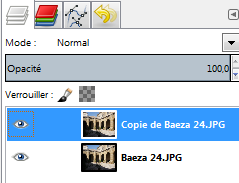 Mode : Normal
Opacité 100,0
Verrouiller :
Copie de Baeza 24.JPG
Baeza 24.JPG